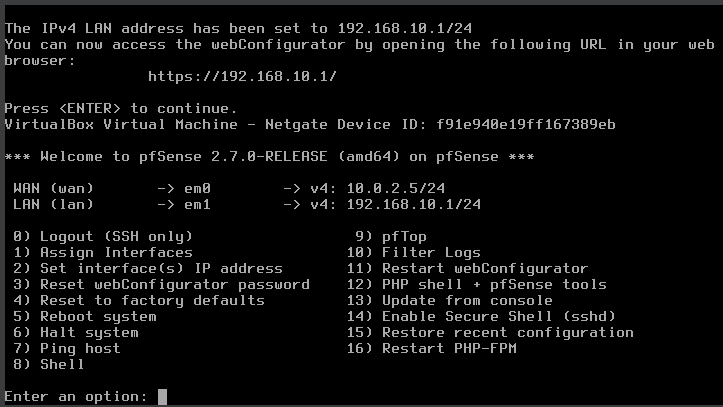 The IPv4 LAN address has been set to 192.168.10.1/24
You can now access the webConfigurator by opening the following URL in your web
browser:
https://192.168.10.1/
Press <ENTER> to continue.
VirtualBox Virtual Machine - Netgate Device ID: f91e940e19ff167389eb
*** Welcome to pfSense 2.7.0-RELEASE (amd64) on pfSense ***
WAN (wan)       -> em0        -> v4: 10.0.2.5/24
LAN (lan)       -> em1        -> v4: 192.168.10.1/24
0) Logout (SSH only)                  9) pfTop
1) Assign Interfaces                 10) Filter Logs
2) Set interface(s) IP address       11) Restart webConfigurator
3) Reset webConfigurator password    12) PHP shell + pfSense tools
4) Reset to factory defaults         13) Update from console
5) Reboot system                     14) Enable Secure Shell (sshd)
6) Halt system                       15) Restore recent configuration
7) Ping host                         16) Restart PHP-FPM
8) Shell
Enter an option: